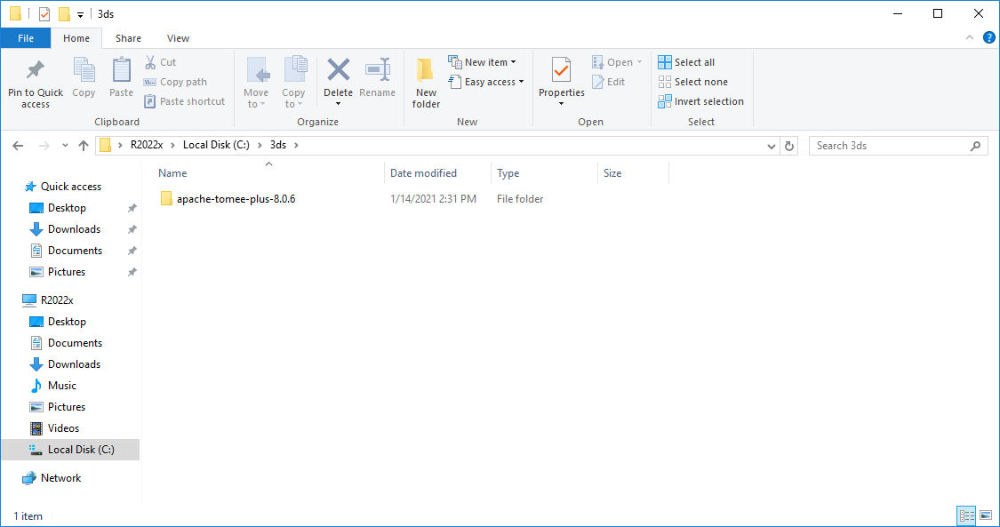 3ds
File Home Share View
Pin to Quick access
Copy
Paste
Cut
Copy path
Paste shortcut
Clipboard
Move to
Copy to
Delete
Rename
Organize
New folder
New item
Easy access
New
Properties
Open
Edit
Open
Select all
Select none
Invert selection
Select
R2022x > Local Disk (C:) > 3ds >
Search 3ds
Name Date modified Type Size
apache-tomee-plus-8.0.6 1/14/2021 2:31 PM File folder
Quick access
Desktop
Downloads
Documents
Pictures
R2022x
Desktop
Documents
Downloads
Music
Pictures
Videos
Local Disk (C:)
Network
1 item